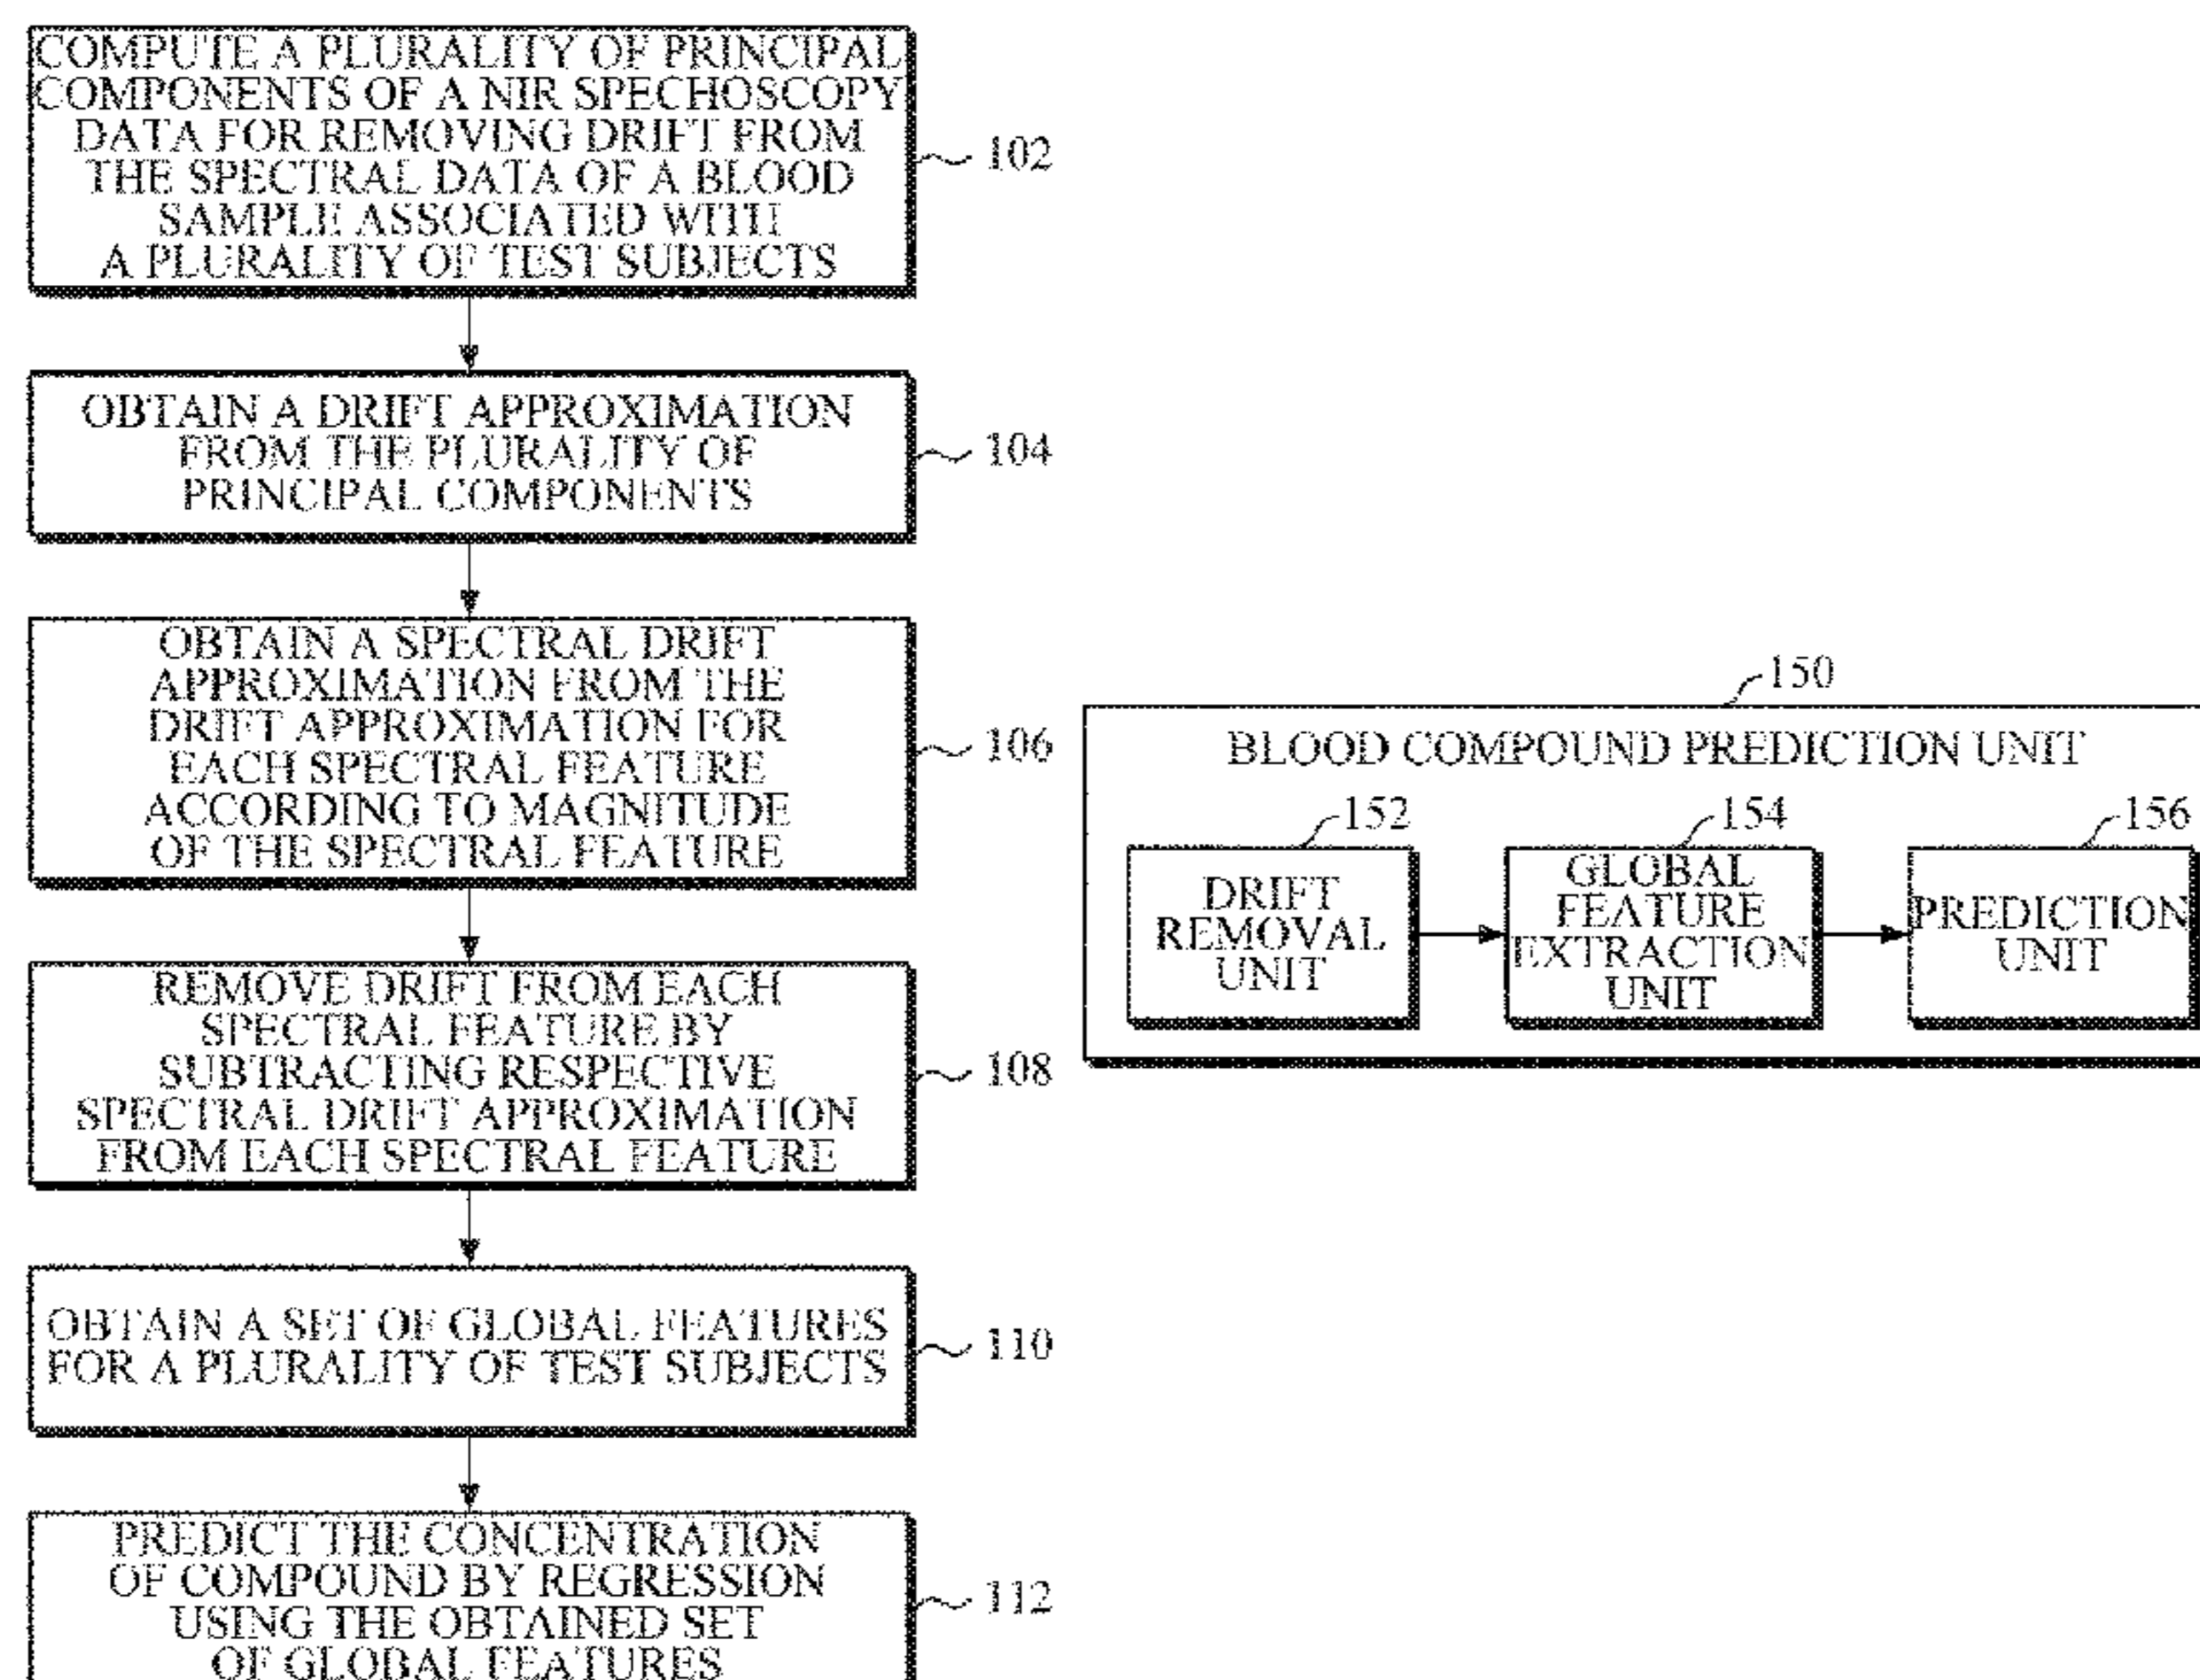 COMPUTE A PLURALITY OF PRINCIPAL
COMPONENTS OF A NIR SPECHOSCOPY
DATA FOR REMOVING DRIFT FROM
THE SPECTRAL DATA OF A BLOOD
SAMPLE ASSOCIATED WITH
A PLURALITY OF TEST SUBJECTS
102
OBTAIN A DRIFT APPROXIMATION
FROM THE PLURALITY OF
PRINCIPAL COMPONENTS
104
OBTAIN A SPECTRAL DRIFT
APPROXIMATION FROM THE
DRIFT APPROXIMATION FOR
EACH SPECTRAL FEATURE
ACCORDING TO MAGNITUDE
OF THE SPECTRAL FEATURE
106
REMOVE DRIFT FROM EACH
SPECTRAL FEATURE BY
SUBTRACTING RESPECTIVE
SPECTRAL DRIFT APPROXIMATION
FROM EACH SPECTRAL FEATURE
108
OBTAIN A SET OF GLOBAL FEATURES
FOR A PLURALITY OF TEST SUBJECTS
110
PREDICT THE CONCENTRATION
OF COMPOUND BY REGRESSION
USING THE OBTAINED SET
OF GLOBAL FEATURES
112
150
BLOOD COMPOUND PREDICTION UNIT
152
DRIFT
REMOVAL
UNIT
154
GLOBAL
FEATURE
EXTRACTION
UNIT
156
PREDICTION
UNIT